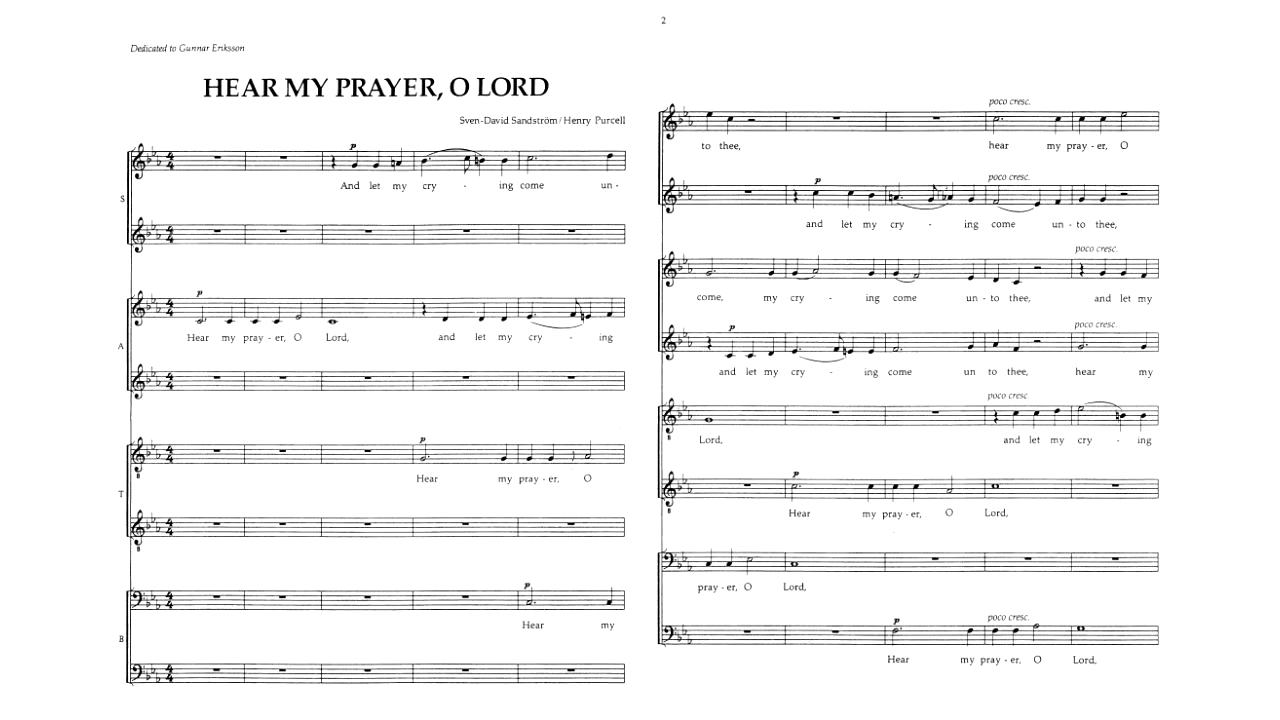 Dedicated to Gunnar Eriksson
HEAR MY PRAYER, O LORD
Sven-David Sandström / Henry Purcell
p
And let my cry - ing come un -
S
p
Hear my pray - er, O Lord, and let my cry - ing
A
p
Hear my pray - er, O
T
p
Hear my
B
2
poco cresc.
to thee, hear my pray - er, O
p poco cresc.
and let my cry - ing come un - to thee,
poco cresc.
come, my cry - ing come un - to thee, and let my
p poco cresc.
and let my cry - ing come un to thee, hear my
poco cresc.
Lord, and let my cry - ing
p
Hear my pray - er, O Lord,
pray - er, O Lord,
p poco cresc.
Hear my pray - er, O Lord,